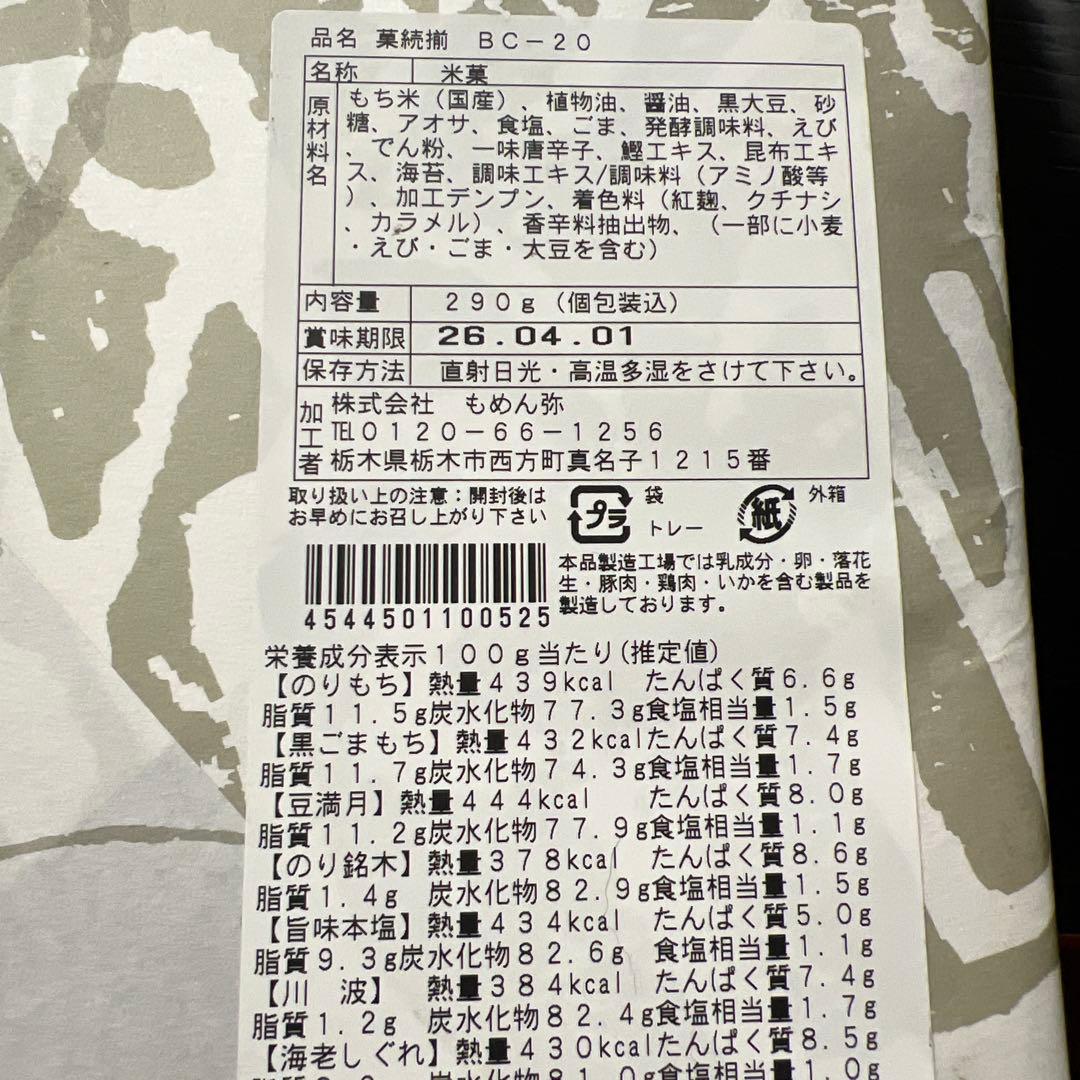 品名 菓続揃 BC-20
名称 米菓
原材料名
もち米(国産)、植物油、醤油、黒大豆、砂
糖、アオサ、食塩、ごま、発酵調味料、えび
、でん粉、一味唐辛子、鰹エキス、昆布エキ
ス、海苔、調味エキス/調味料(アミノ酸等
)、加工デンプン、着色料(紅麹、クチナシ
、カラメル)、香辛料抽出物、(一部に小麦
・えび・ごま・大豆を含む)
内容量 290g(個包装込)
賞味期限 26.04.01
保存方法 直射日光・高温多湿をさけて下さい。
加工者
株式会社 もめん弥
℡0120-66-1256
栃木県栃木市西方町真名子1215番
取り扱い上の注意:開封後は
お早めにお召し上がり下さい
プラ 袋
トレー
紙 外箱
本品製造工場では乳成分・卵・落花
生・豚肉・鶏肉・いかを含む製品を
製造しております。
4544501100525
栄養成分表示100g当たり(推定値)
【のりもち】熱量439kcal たんぱく質6.6g
脂質11.5g炭水化物77.3g食塩相当量1.5g
【黒ごまもち】熱量432kcalたんぱく質7.4g
脂質11.7g炭水化物74.3g食塩相当量1.7g
【豆満月】熱量444kcal たんぱく質8.0g
脂質11.2g炭水化物77.9g食塩相当量1.1g
【のり銘木】熱量378kcal たんぱく質8.6g
脂質1.4g 炭水化物82.9g食塩相当量1.5g
【旨味本塩】熱量434kcal たんぱく質5.0g
脂質9.3g炭水化物82.6g 食塩相当量1.1g
【川 波】 熱量384kcal たんぱく質7.4g
脂質1.2g 炭水化物82.4g食塩相当量1.7g
【海老しぐれ】熱量430kcalたんぱく質8.5g
炭水化物81.0g食塩相当量1.0g